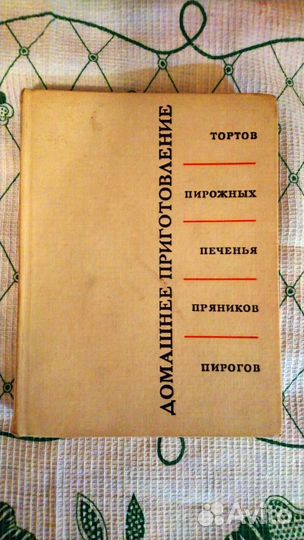 ДОМАШНЕЕ ПРИГОТОВЛЕНИЕ
ТОРТОВ
ПИРОЖНЫХ
ПЕЧЕНЬЯ
ПРЯНИКОВ
ПИРОГОВ
Avito